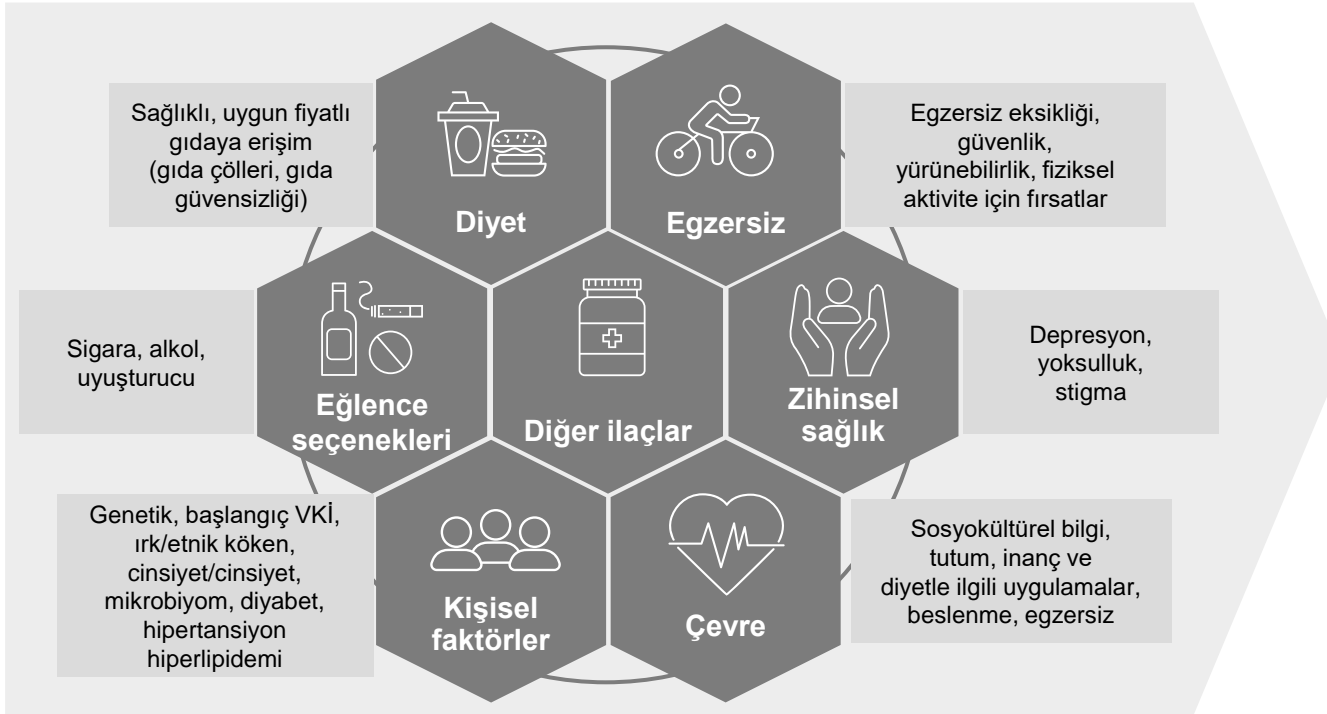 Sağlıklı, uygun fiyatlı
gıdaya erişim
(gıda çölleri, gıda
güvensizliği)
Diyet
Egzersiz
Egzersiz eksikliği,
güvenlik,
yürünebilirlik, fiziksel
aktivite için fırsatlar
Sigara, alkol,
uyuşturucu
Eğlence
seçenekleri
Diğer ilaçlar
Zihinsel
sağlık
Depresyon,
yoksulluk,
stigma
Genetik, başlangıç VKİ,
ırk/etnik köken,
cinsiyet/cinsiyet,
mikrobiyom, diyabet,
hipertansiyon
hiperlipidemi
Kişisel
faktörler
Çevre
Sosyokültürel bilgi,
tutum, inanç ve
diyetle ilgili uygulamalar,
beslenme, egzersiz